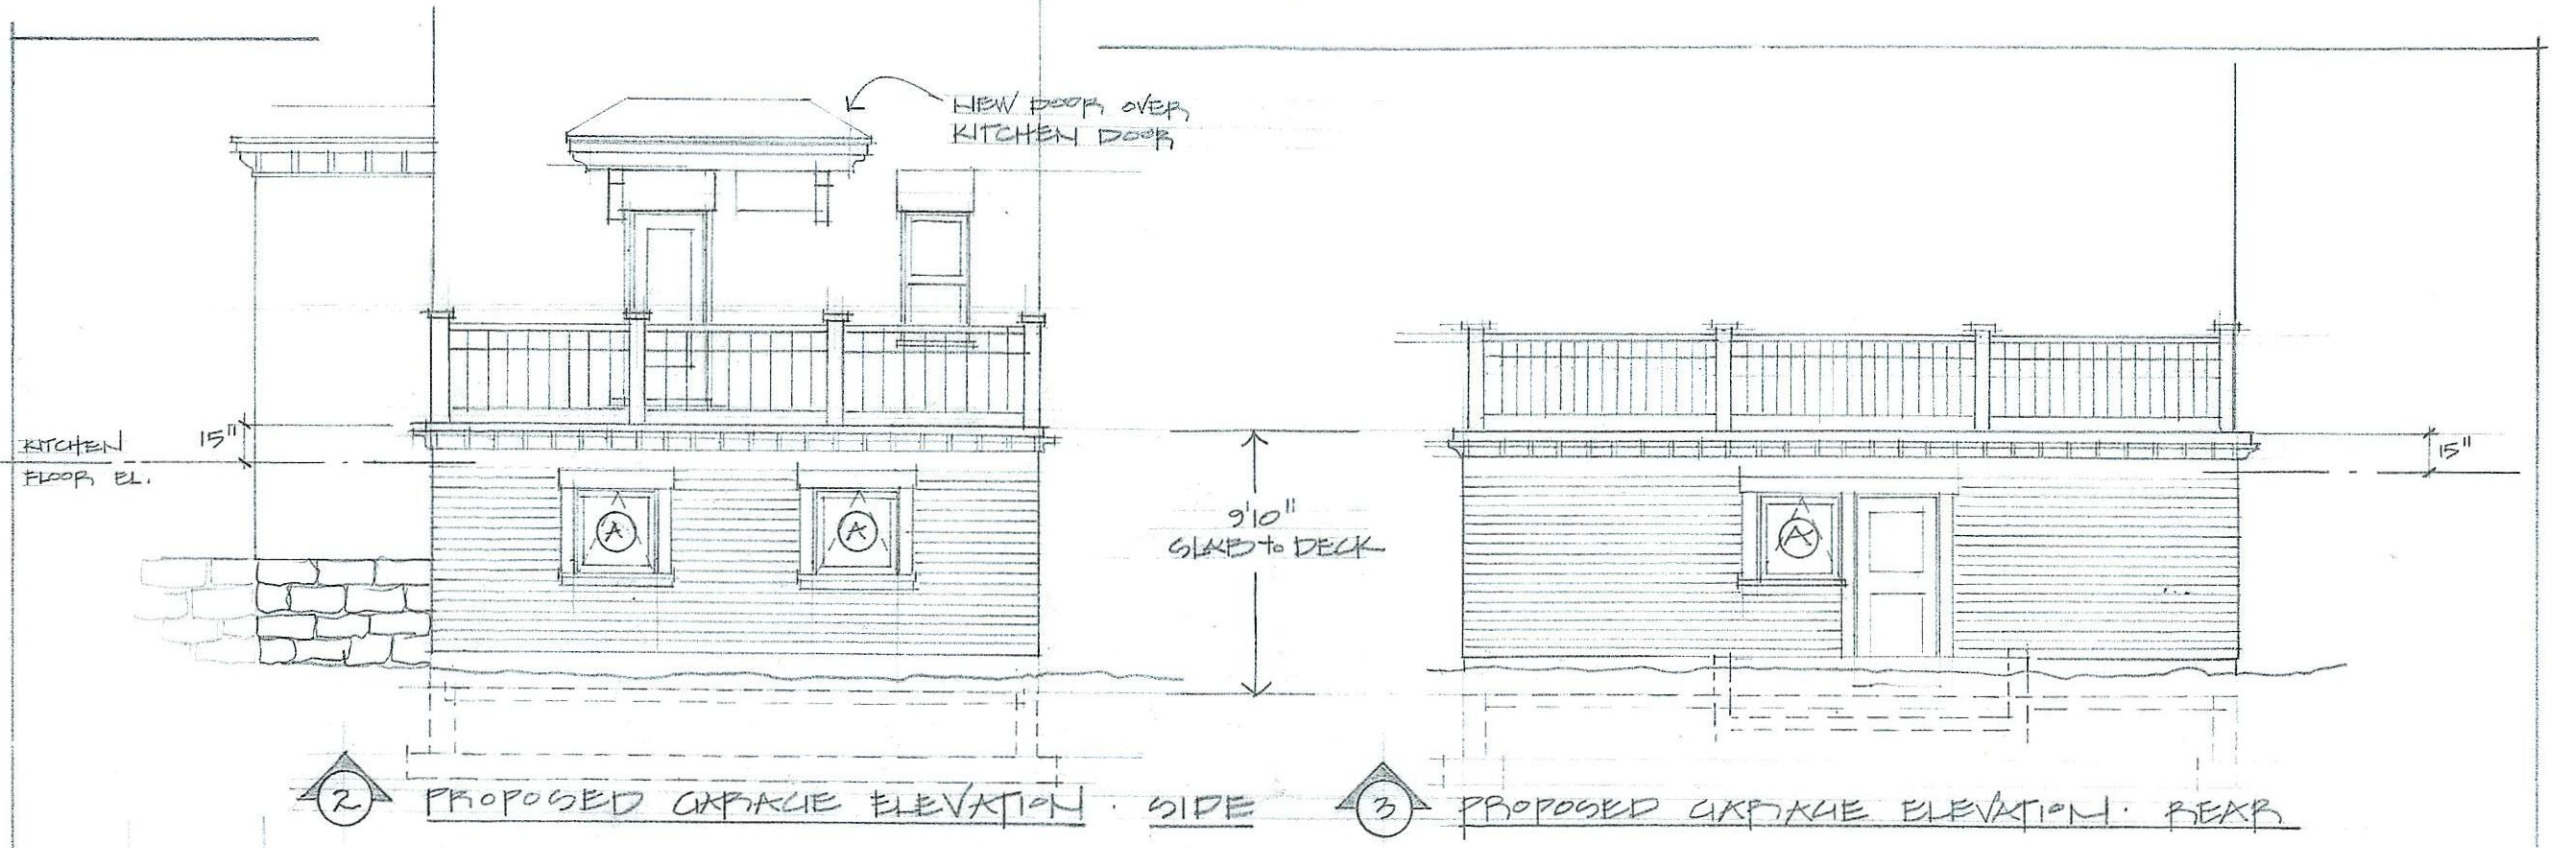 NEW DOOR OVER
KITCHEN DOOR
15"
KITCHEN
FLOOR EL.
A
A
9'10"
SLAB to DECK
A
15"
2 PROPOSED GARAGE ELEVATION · SIDE
3 PROPOSED GARAGE ELEVATION · REAR